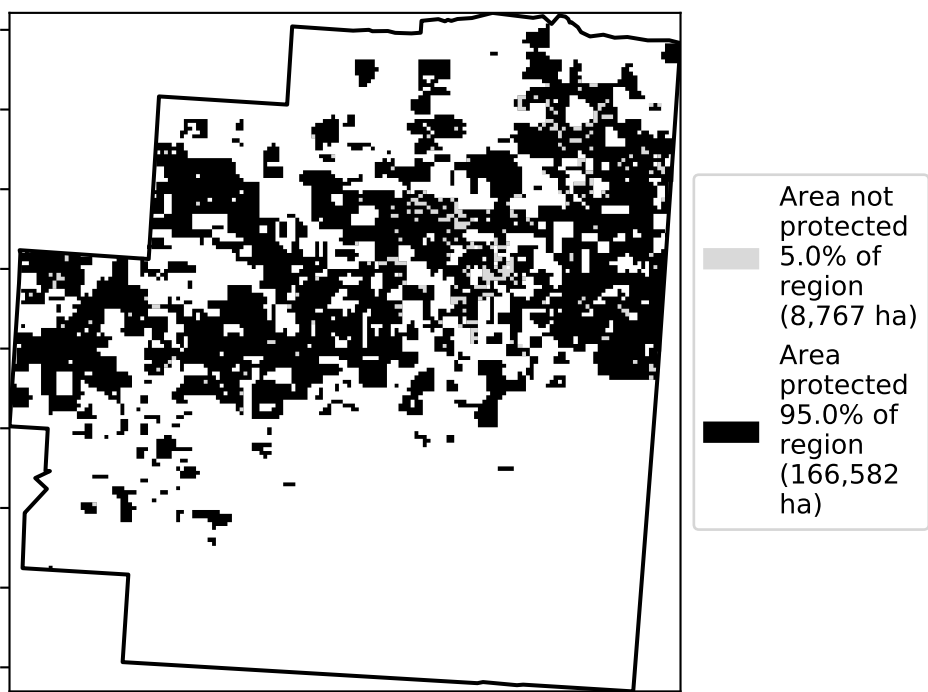 Area not
protected
5.0% of
region
(8,767 ha)
Area
protected
95.0% of
region
(166,582
ha)